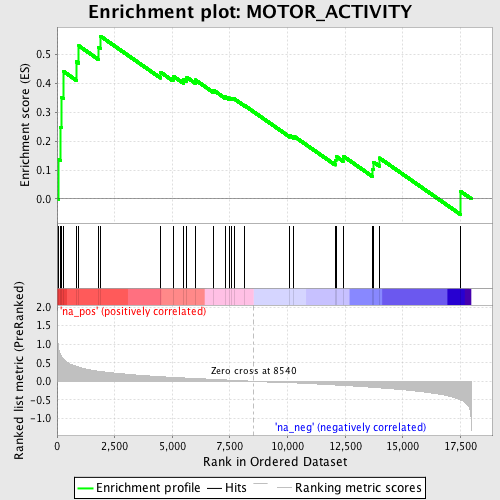 Enrichment plot: MOTOR_ACTIVITY
Enrichment score (ES)
0.5
0.4
0.3
0.2
0.1
0.0
'na_pos' (positively correlated)
Ranked list metric (PreRanked)
2.0
1.5
1.0
0.5
0.0
-0.5
-1.0
Zero cross at 8540
'na_neg' (negatively correlated)
0 2,500 5,000 7,500 10,000 12,500 15,000 17,500
Rank in Ordered Dataset
Enrichment profile Hits Ranking metric scores